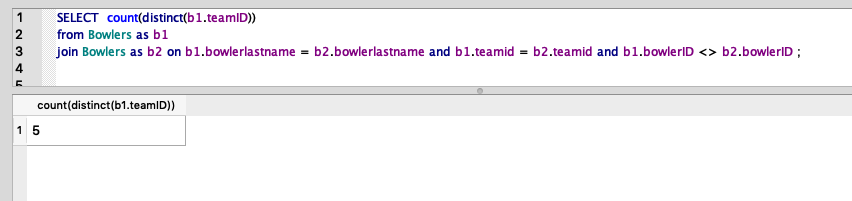 1 SELECT count(distinct(b1.teamID))
2 from Bowlers as b1
3 join Bowlers as b2 on b1.bowlerlastname = b2.bowlerlastname and b1.teamid = b2.teamid and b1.bowlerID <> b2.bowlerID ;
4
5
count(distinct(b1.teamID))
1 5